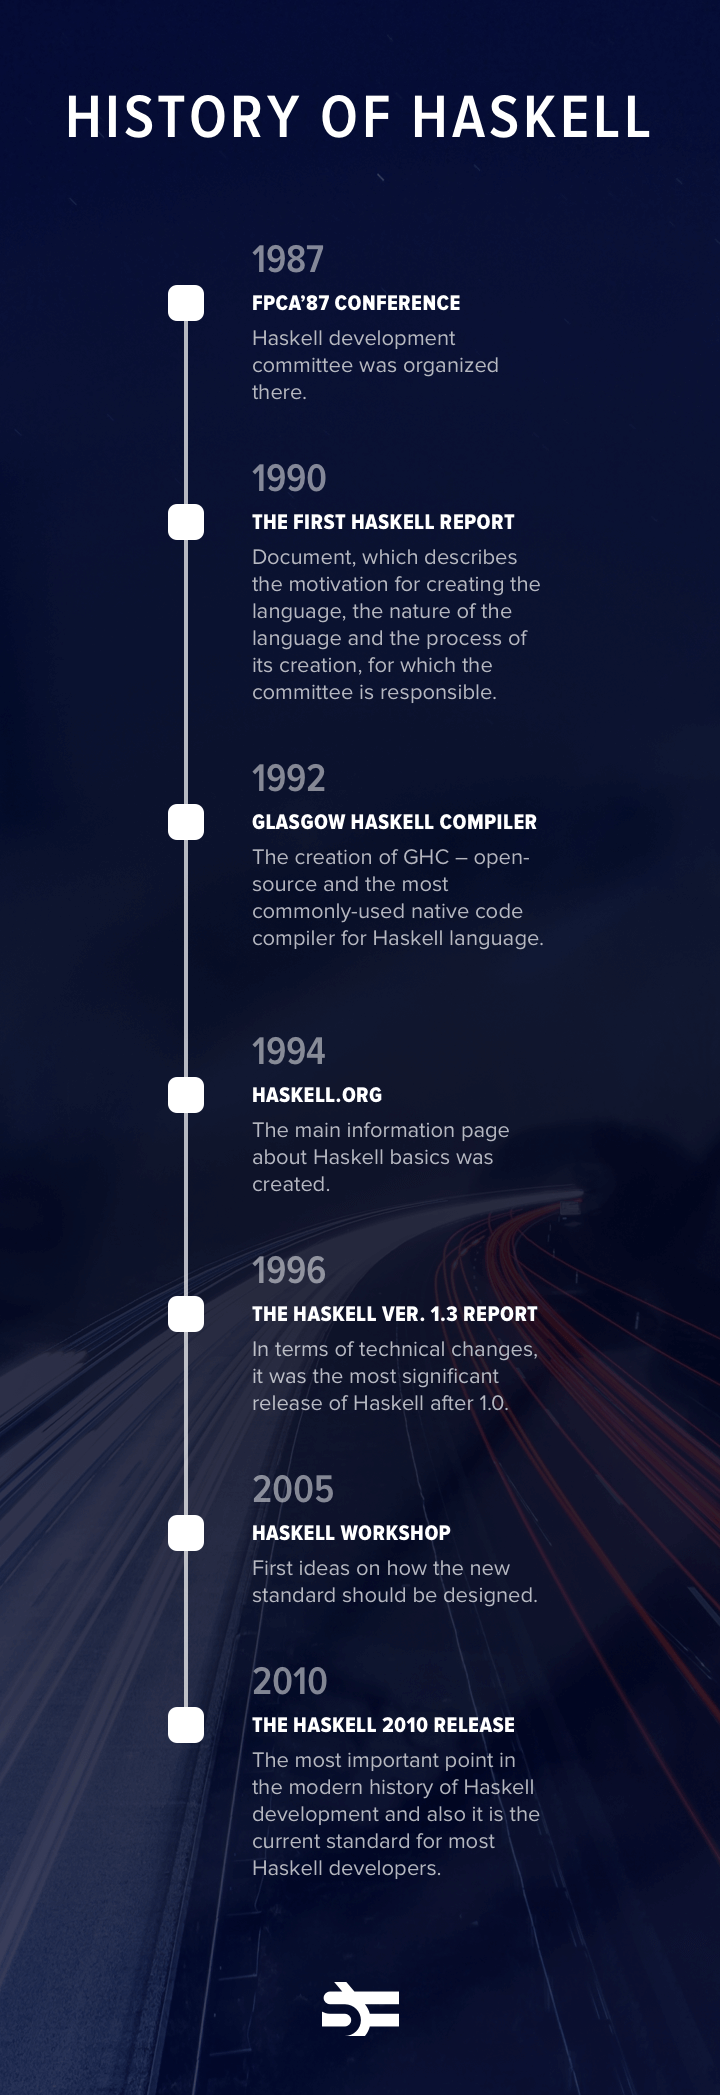 HISTORY OF HASKELL
1987
FPCA’87 CONFERENCE
Haskell development
committee was organized
there.
1990
THE FIRST HASKELL REPORT
Document, which describes
the motivation for creating the
language, the nature of the
language and the process of
its creation, for which the
committee is responsible.
1992
GLASGOW HASKELL COMPILER
The creation of GHC – open-
source and the most
commonly-used native code
compiler for Haskell language.
1994
HASKELL.ORG
The main information page
about Haskell basics was
created.
1996
THE HASKELL VER. 1.3 REPORT
In terms of technical changes,
it was the most significant
release of Haskell after 1.0.
2005
HASKELL WORKSHOP
First ideas on how the new
standard should be designed.
2010
THE HASKELL 2010 RELEASE
The most important point in
the modern history of Haskell
development and also it is the
current standard for most
Haskell developers.